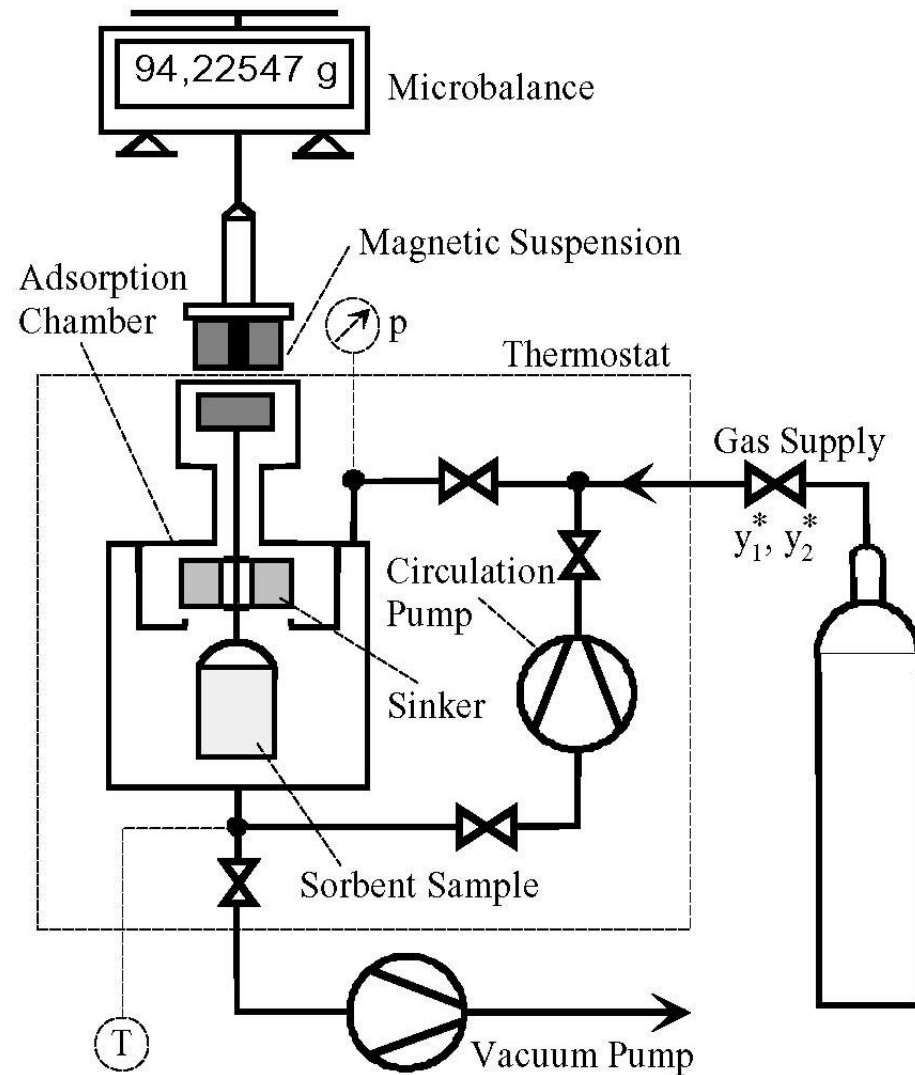 94,22547 g
Microbalance
Magnetic Suspension
Adsorption
Chamber
p
Thermostat
Gas Supply
y₁*, y₂*
Circulation
Pump
Sinker
Sorbent Sample
T
Vacuum Pump